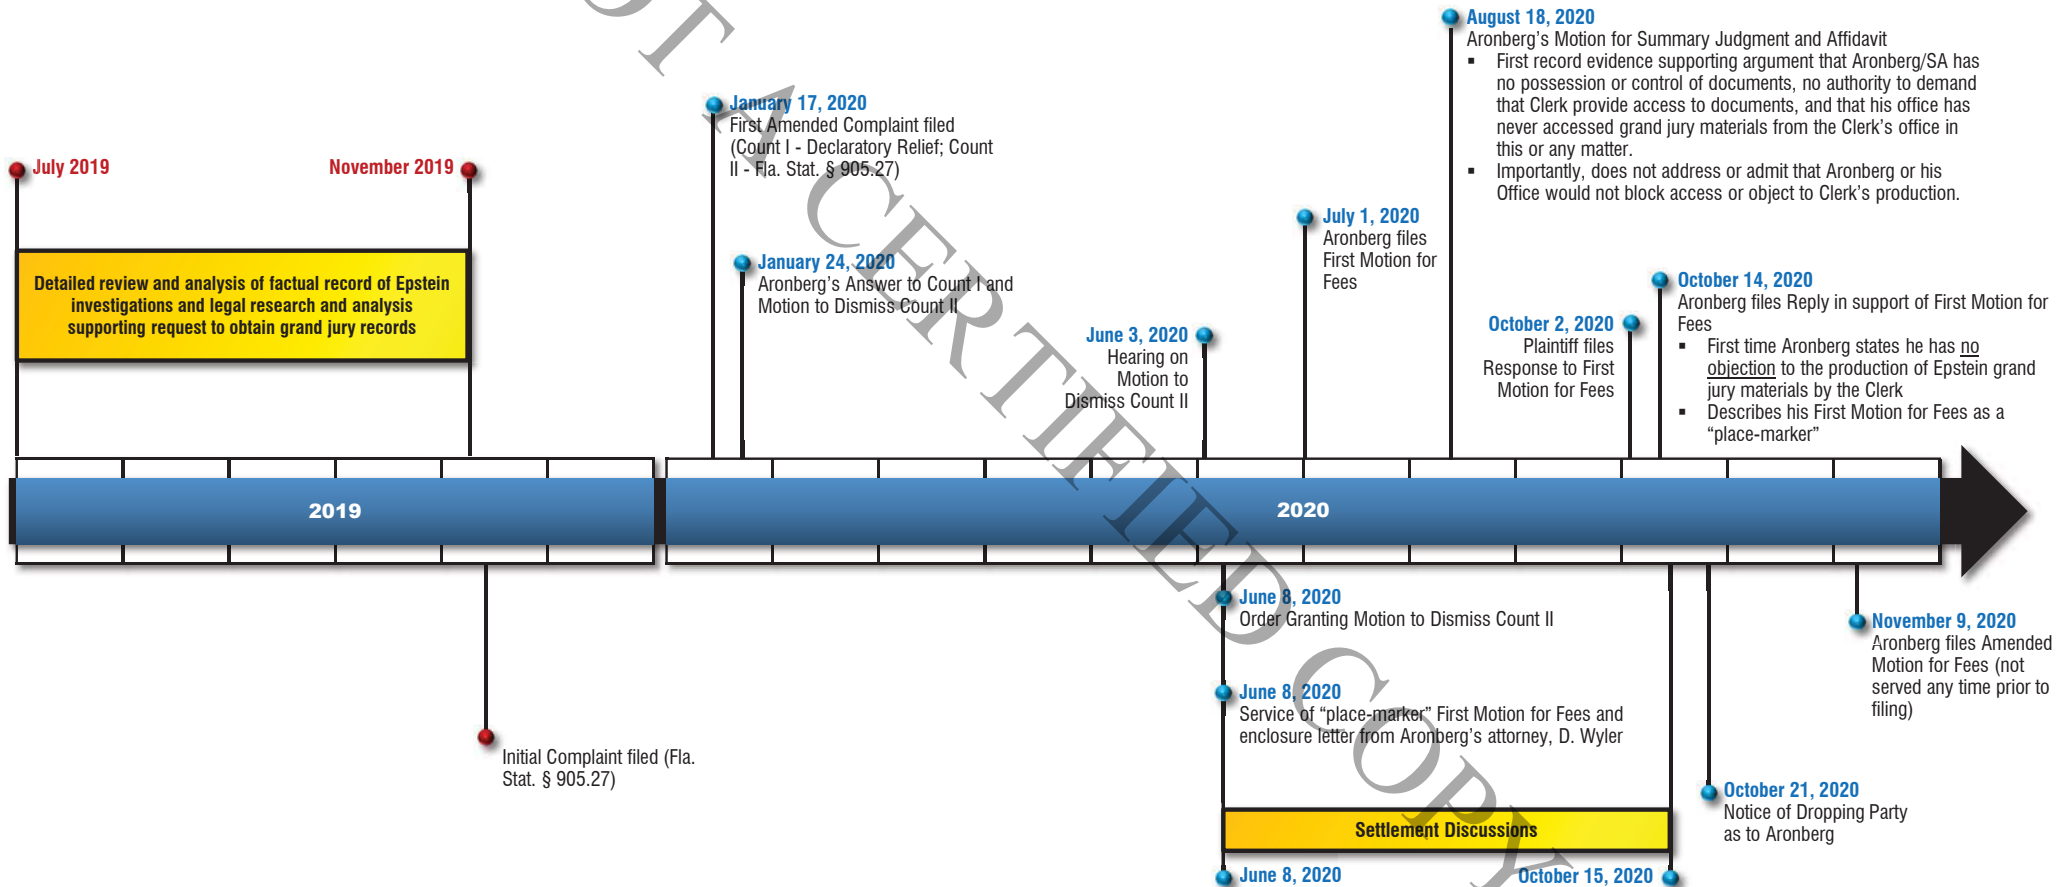 July 2019
November 2019
Detailed review and analysis of factual record of Epstein
investigations and legal research and analysis
supporting request to obtain grand jury records
January 17, 2020
First Amended Complaint filed
(Count I - Declaratory Relief; Count
II - Fla. Stat. § 905.27)
January 24, 2020
Aronberg’s Answer to Count I and
Motion to Dismiss Count II
June 3, 2020
Hearing on
Motion to
Dismiss Count II
July 1, 2020
Aronberg files
First Motion for
Fees
August 18, 2020
Aronberg’s Motion for Summary Judgment and Affidavit
▪ First record evidence supporting argument that Aronberg/SA has
no possession or control of documents, no authority to demand
that Clerk provide access to documents, and that his office has
never accessed grand jury materials from the Clerk’s office in
this or any matter.
▪ Importantly, does not address or admit that Aronberg or his
Office would not block access or object to Clerk’s production.
October 2, 2020
Plaintiff files
Response to First
Motion for Fees
October 14, 2020
Aronberg files Reply in support of First Motion for
Fees
▪ First time Aronberg states he has no
objection to the production of Epstein grand
jury materials by the Clerk
▪ Describes his First Motion for Fees as a
“place-marker”
2019
2020
Initial Complaint filed (Fla.
Stat. § 905.27)
June 8, 2020
Order Granting Motion to Dismiss Count II
June 8, 2020
Service of “place-marker” First Motion for Fees and
enclosure letter from Aronberg’s attorney, D. Wyler
Settlement Discussions
June 8, 2020
October 15, 2020
October 21, 2020
Notice of Dropping Party
as to Aronberg
November 9, 2020
Aronberg files Amended
Motion for Fees (not
served any time prior to
filing)
A CERTIFIED COPY